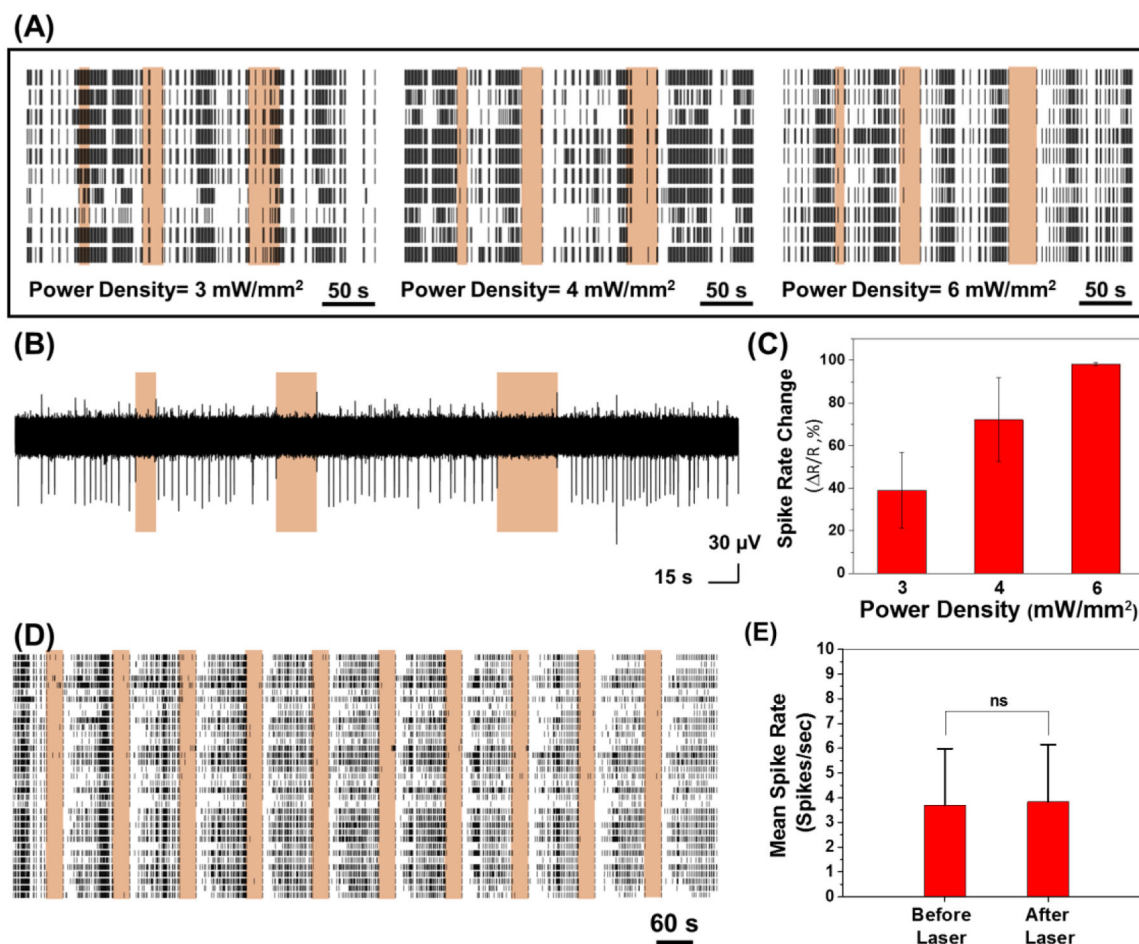 (A)
Power Density= 3 mW/mm² 50 s Power Density= 4 mW/mm² 50 s Power Density= 6 mW/mm² 50 s
(B)
30 µV
15 s
(C)
Spike Rate Change
(ΔR/R ,%)
100
80
60
40
20
0
3 4 6
Power Density (mW/mm²)
(D)
60 s
(E)
Mean Spike Rate
(Spikes/sec)
10
9
8
7
6
5
4
3
2
1
0
ns
Before After
Laser Laser